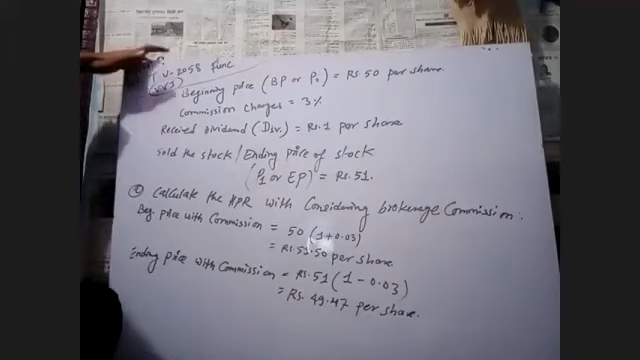 T.U. 2058 Func
Beginning price (BP or P₀) = Rs. 50 per share.
Commission charges = 3%
Received Dividend (Div.) = Rs. 1 per share
Sold the stock / Ending price of stock
(P₁ or EP) = Rs. 51.
Calculate the HPR with Considering brokerage Commission:
Beg. price with Commission = 50 (1 + 0.03)
= Rs. 51.50 per share
Ending price with Commission = Rs. 51 (1 - 0.03)
= Rs. 49.47 per share.